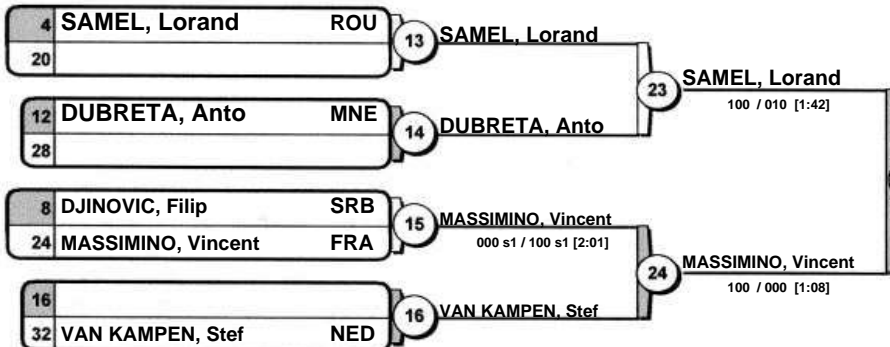 4 SAMEL, Lorand ROU
20
13 SAMEL, Lorand
12 DUBRETA, Anto MNE
28
14 DUBRETA, Anto
23 SAMEL, Lorand
100 / 010 [1:42]
8 DJINOVIC, Filip SRB
24 MASSIMINO, Vincent FRA
15 MASSIMINO, Vincent
000 s1 / 100 s1 [2:01]
16
32 VAN KAMPEN, Stef NED
16 VAN KAMPEN, Stef
24 MASSIMINO, Vincent
100 / 000 [1:08]